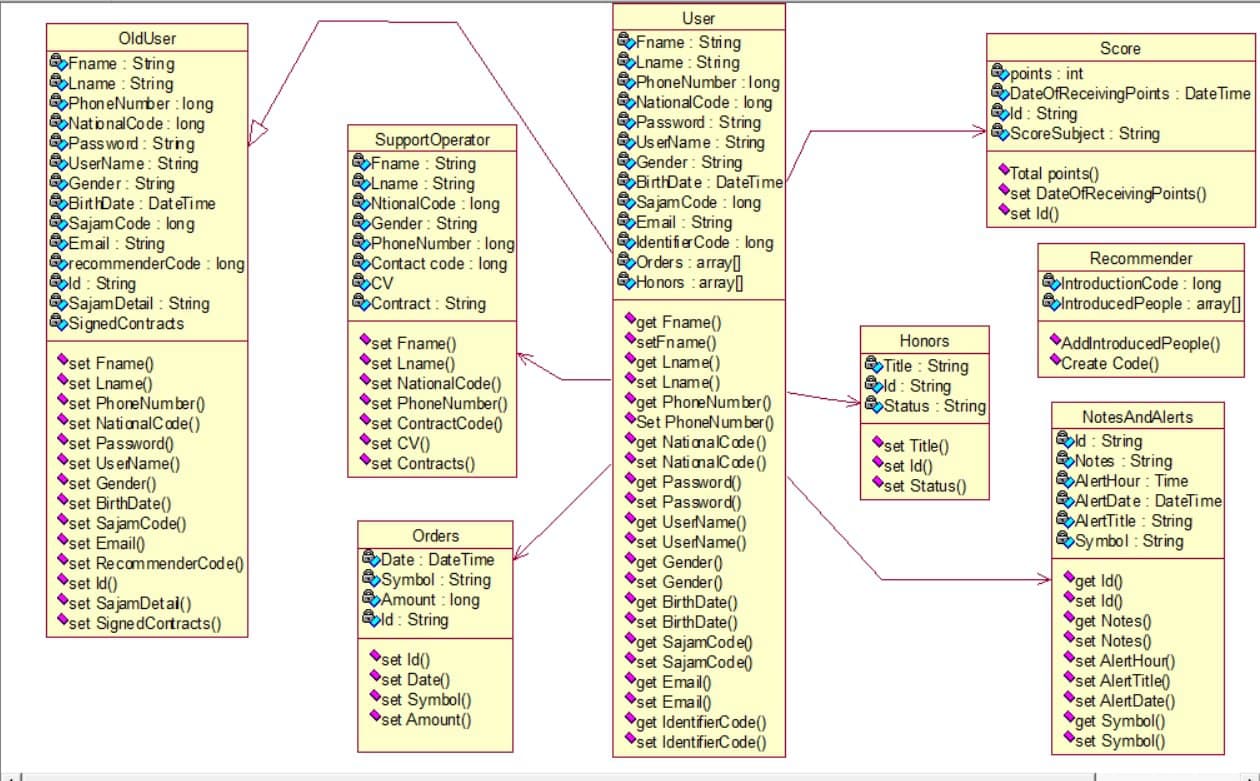 OldUser
Fname : String
Lname : String
PhoneNumber : long
NationalCode : long
Password : String
UserName : String
Gender : String
BirthDate : DateTime
SajamCode : long
Email : String
recommenderCode : long
Id : String
SajamDetail : String
SignedContracts
set Fname()
set Lname()
set PhoneNumber()
set NationalCode()
set Password()
set UserName()
set Gender()
set BirthDate()
set SajamCode()
set Email()
set RecommenderCode()
set Id()
set SajamDetail()
set SignedContracts()
SupportOperator
Fname : String
Lname : String
NtionalCode : long
Gender : String
PhoneNumber : long
Contact code : long
CV
Contract : String
set Fname()
set Lname()
set NationalCode()
set PhoneNumber()
set ContractCode()
set CV()
set Contracts()
Orders
Date : DateTime
Symbol : String
Amount : long
Id : String
set Id()
set Date()
set Symbol()
set Amount()
User
Fname : String
Lname : String
PhoneNumber : long
NationalCode : long
Password : String
UserName : String
Gender : String
BirthDate : DateTime
SajamCode : long
Email : String
IdentifierCode : long
Orders : array[]
Honors : array[]
get Fname()
setFname()
get Lname()
set Lname()
get PhoneNumber()
Set PhoneNumber()
get NationalCode()
set NationalCode()
get Password()
set Password()
get UserName()
set UserName()
get Gender()
set Gender()
get BirthDate()
set BirthDate()
get SajamCode()
set SajamCode()
get Email()
set Email()
get IdentifierCode()
set IdentifierCode()
Score
points : int
DateOfReceivingPoints : DateTime
Id : String
ScoreSubject : String
Total points()
set DateOfReceivingPoints()
set Id()
Recommender
IntroductionCode : long
IntroducedPeople : array[]
AddIntroducedPeople()
Create Code()
Honors
Title : String
Id : String
Status : String
set Title()
set Id()
set Status()
NotesAndAlerts
Id : String
Notes : String
AlertHour : Time
AlertDate : DateTime
AlertTitle : String
Symbol : String
get Id()
set Id()
get Notes()
set Notes()
set AlertHour()
set AlertTitle()
set AlertDate()
get Symbol()
set Symbol()